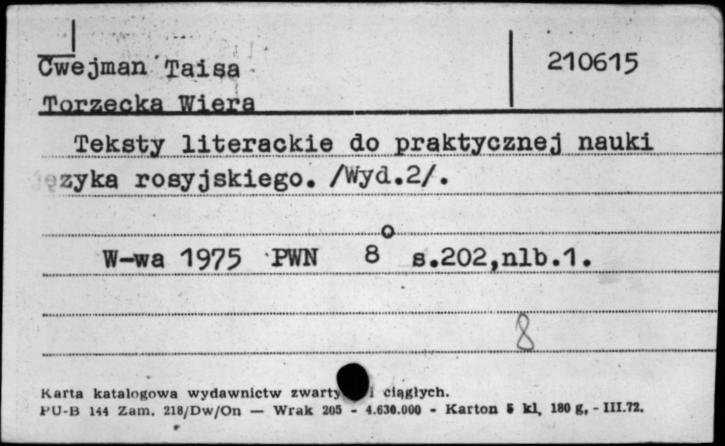 Cwejman Taisa 210615
Torzecka Wiera
Teksty literackie do praktycznej nauki
języka rosyjskiego. /Wyd.2/.
W-wa 1975 PWN 8° s.202,nlb.1.
8
Karta katalogowa wydawnictw zwarty i ciągłych.
PU-B 144 Zam. 218/Dw/On — Wrak 205 - 4.630.000 - Karton 5 kl, 180 g, - III.72.